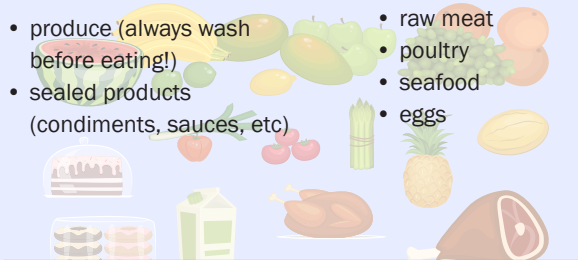 • produce (always wash
before eating!)
• sealed products
(condiments, sauces, etc)
• raw meat
• poultry
• seafood
• eggs